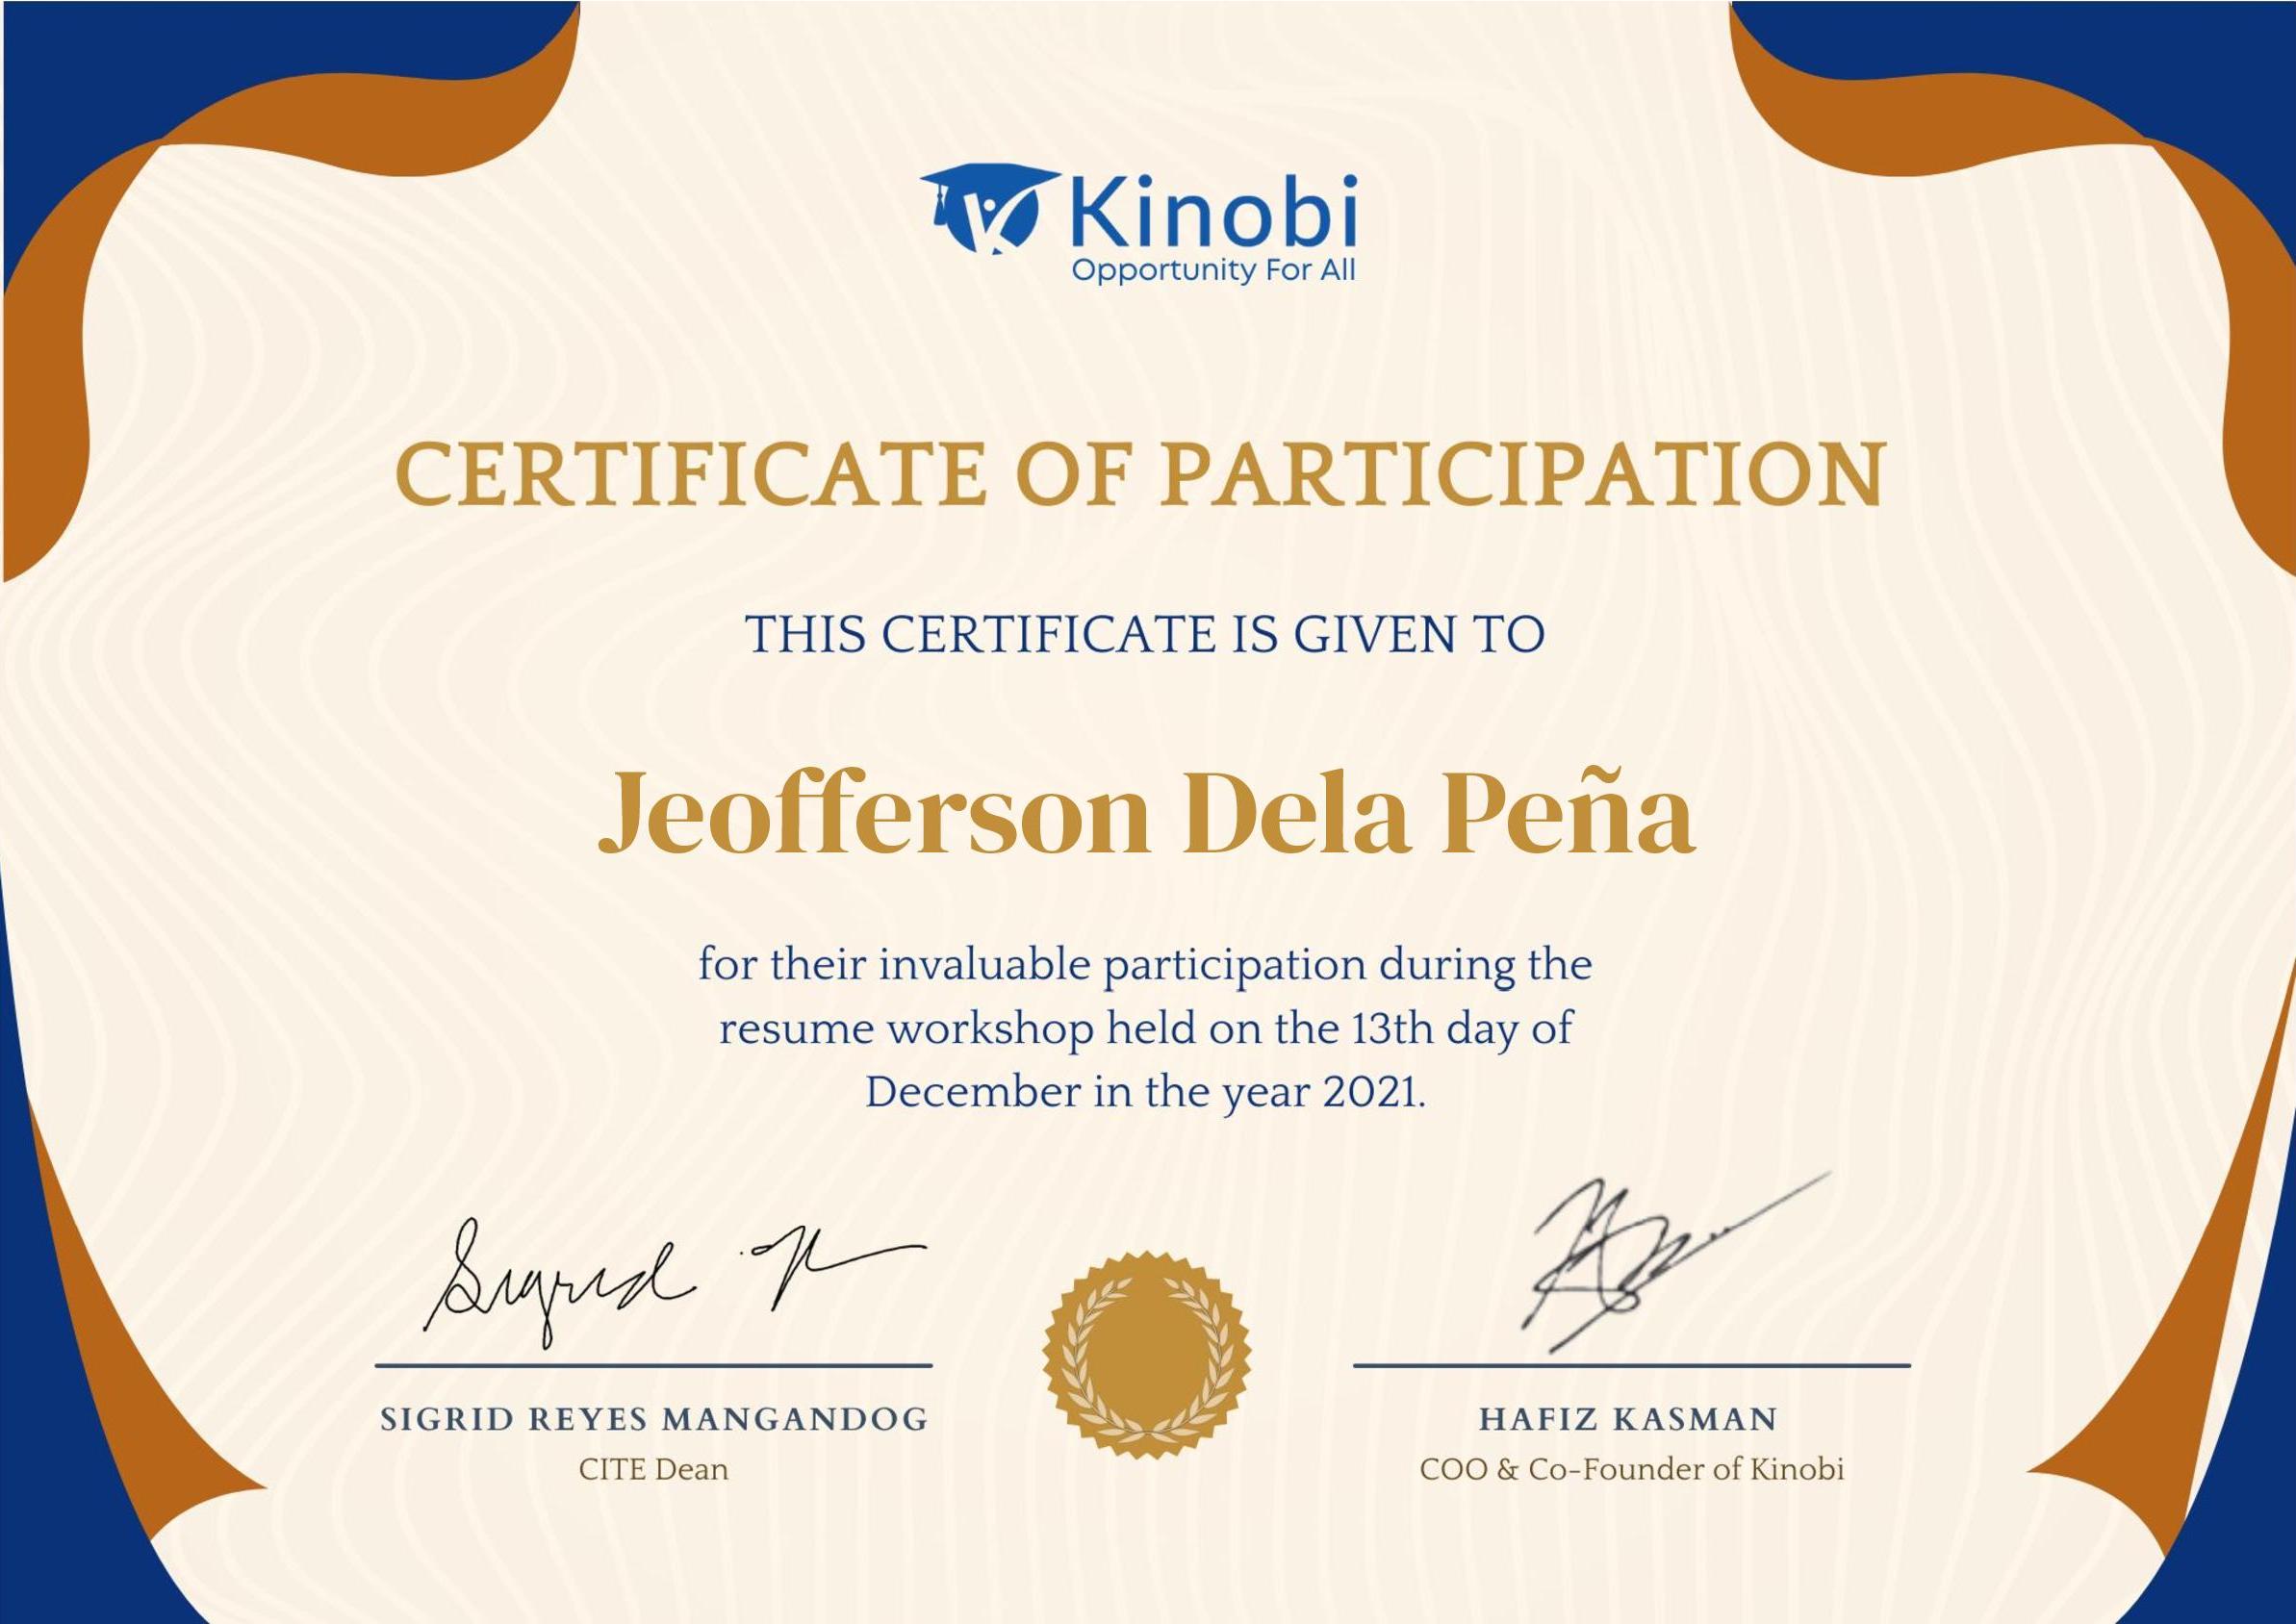 Kinobi
Opportunity For All
CERTIFICATE OF PARTICIPATION
THIS CERTIFICATE IS GIVEN TO
Jeofferson Dela Peña
for their invaluable participation during the
resume workshop held on the 13th day of
December in the year 2021.
Sigrid
SIGRID REYES MANGANDOG
CITE Dean
HAFIZ KASMAN
COO & Co-Founder of Kinobi